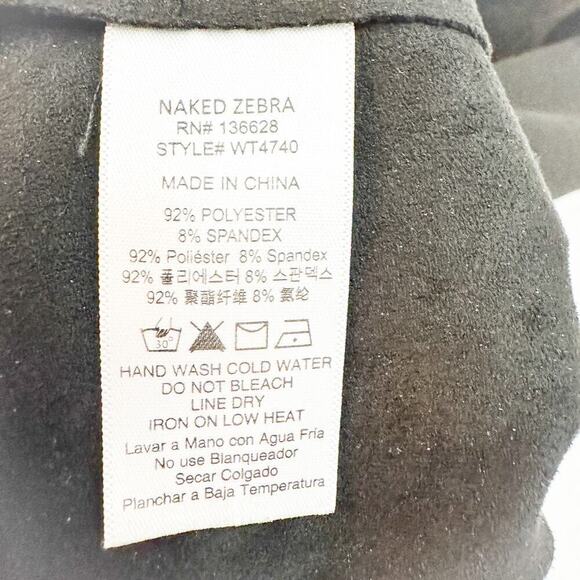 NAKED ZEBRA
RN# 136628
STYLE# WT4740
MADE IN CHINA
92% POLYESTER
8% SPANDEX
92% Poliéster 8% Spandex
92% 폴리에스터 8% 스판덱스
92% 聚酯纤维 8% 氨纶
30°
HAND WASH COLD WATER
DO NOT BLEACH
LINE DRY
IRON ON LOW HEAT
Lavar a Mano con Agua Fría
No use Blanqueador
Secar Colgado
Planchar a Baja Temperatura